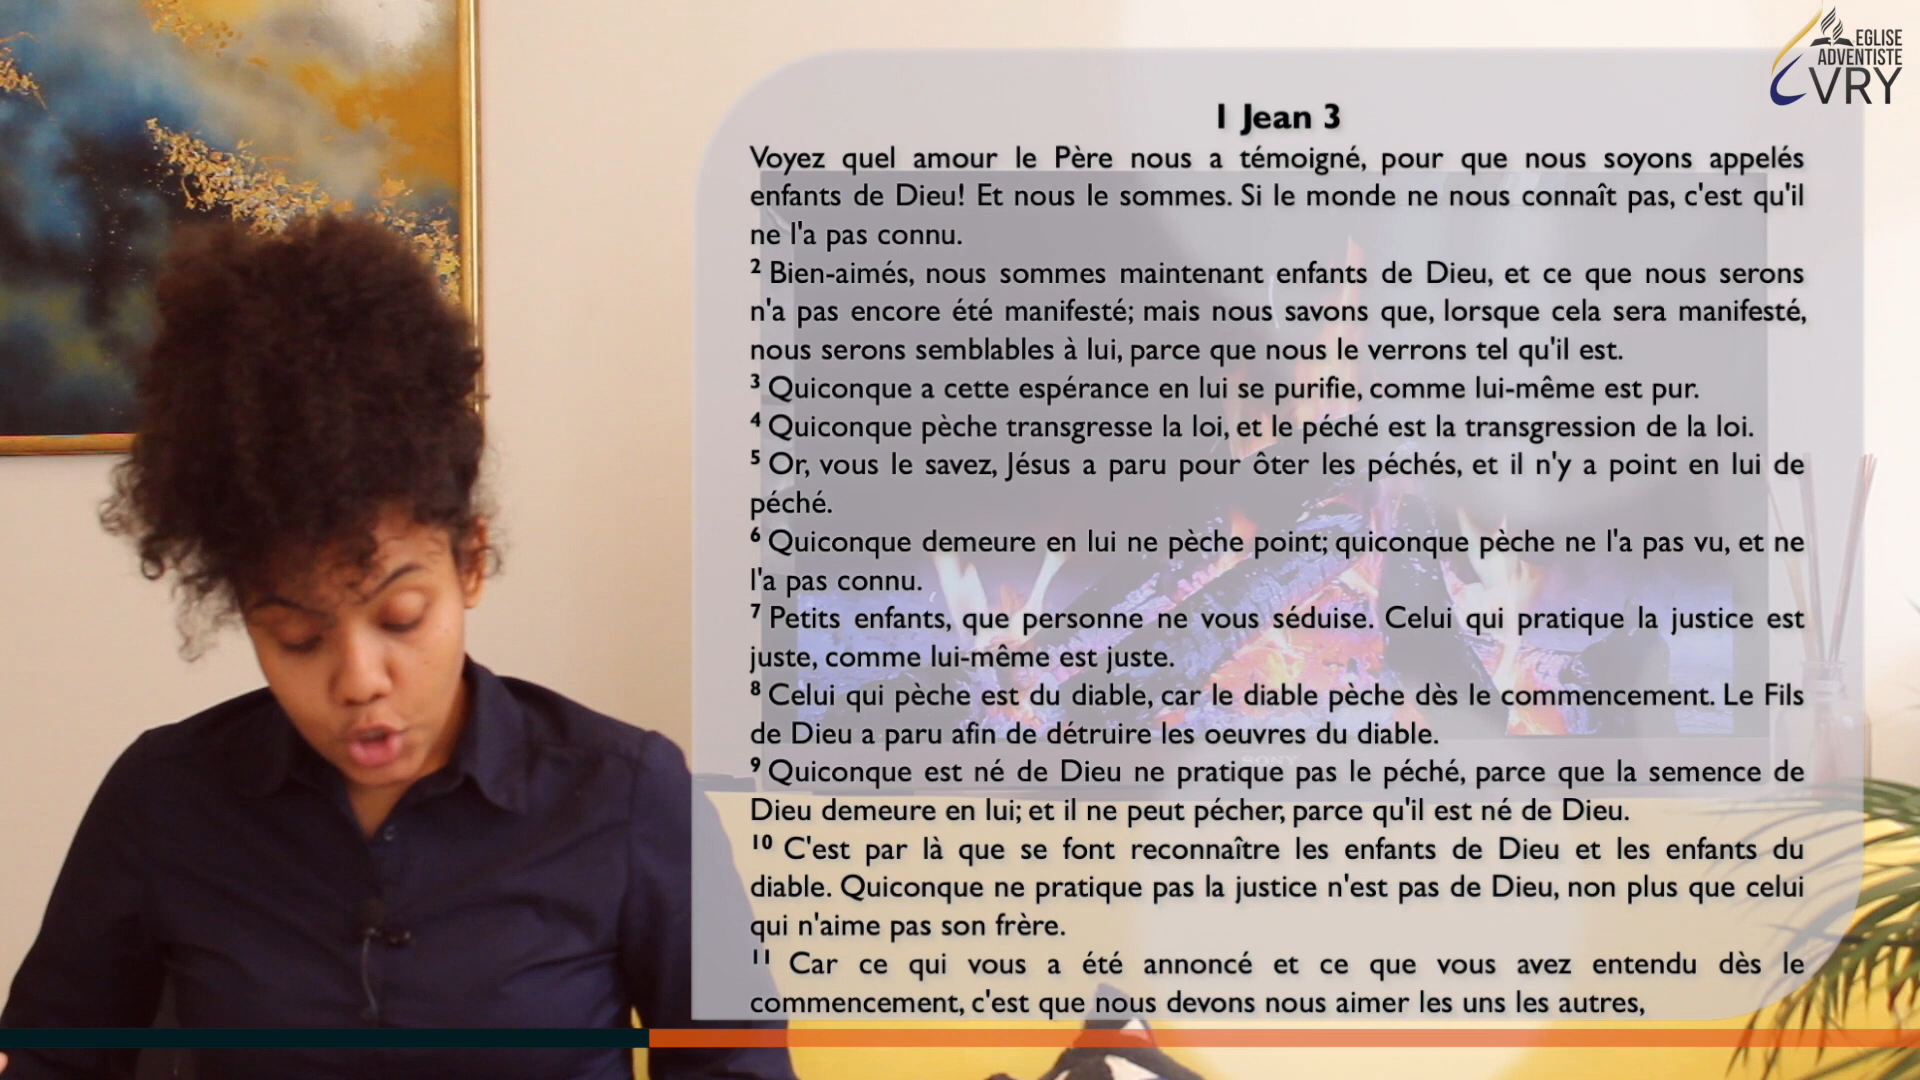 EGLISE
ADVENTISTE
VRY
1 Jean 3
Voyez quel amour le Père nous a témoigné, pour que nous soyons appelés
enfants de Dieu! Et nous le sommes. Si le monde ne nous connaît pas, c'est qu'il
ne l'a pas connu.
2 Bien-aimés, nous sommes maintenant enfants de Dieu, et ce que nous serons
n'a pas encore été manifesté; mais nous savons que, lorsque cela sera manifesté,
nous serons semblables à lui, parce que nous le verrons tel qu'il est.
3 Quiconque a cette espérance en lui se purifie, comme lui-même est pur.
4 Quiconque pèche transgresse la loi, et le péché est la transgression de la loi.
5 Or, vous le savez, Jésus a paru pour ôter les péchés, et il n'y a point en lui de
péché.
6 Quiconque demeure en lui ne pèche point; quiconque pèche ne l'a pas vu, et ne
l'a pas connu.
7 Petits enfants, que personne ne vous séduise. Celui qui pratique la justice est
juste, comme lui-même est juste.
8 Celui qui pèche est du diable, car le diable pèche dès le commencement. Le Fils
de Dieu a paru afin de détruire les oeuvres du diable.
SONY
9 Quiconque est né de Dieu ne pratique pas le péché, parce que la semence de
Dieu demeure en lui; et il ne peut pécher, parce qu'il est né de Dieu.
10 C'est par là que se font reconnaître les enfants de Dieu et les enfants du
diable. Quiconque ne pratique pas la justice n'est pas de Dieu, non plus que celui
qui n'aime pas son frère.
11 Car ce qui vous a été annoncé et ce que vous avez entendu dès le
commencement, c'est que nous devons nous aimer les uns les autres,